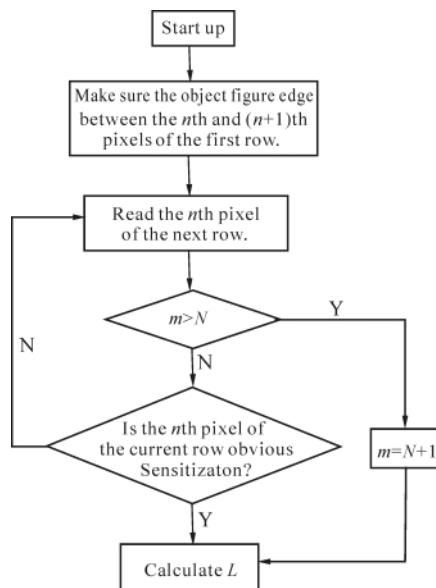 Start up
Make sure the object figure edge
between the nth and (n+1)th
pixels of the first row.
Read the nth pixel
of the next row.
m>N
Y
N
N
Is the nth pixel of
the current row obvious
Sensitizaton?
m=N+1
Y
Calculate L